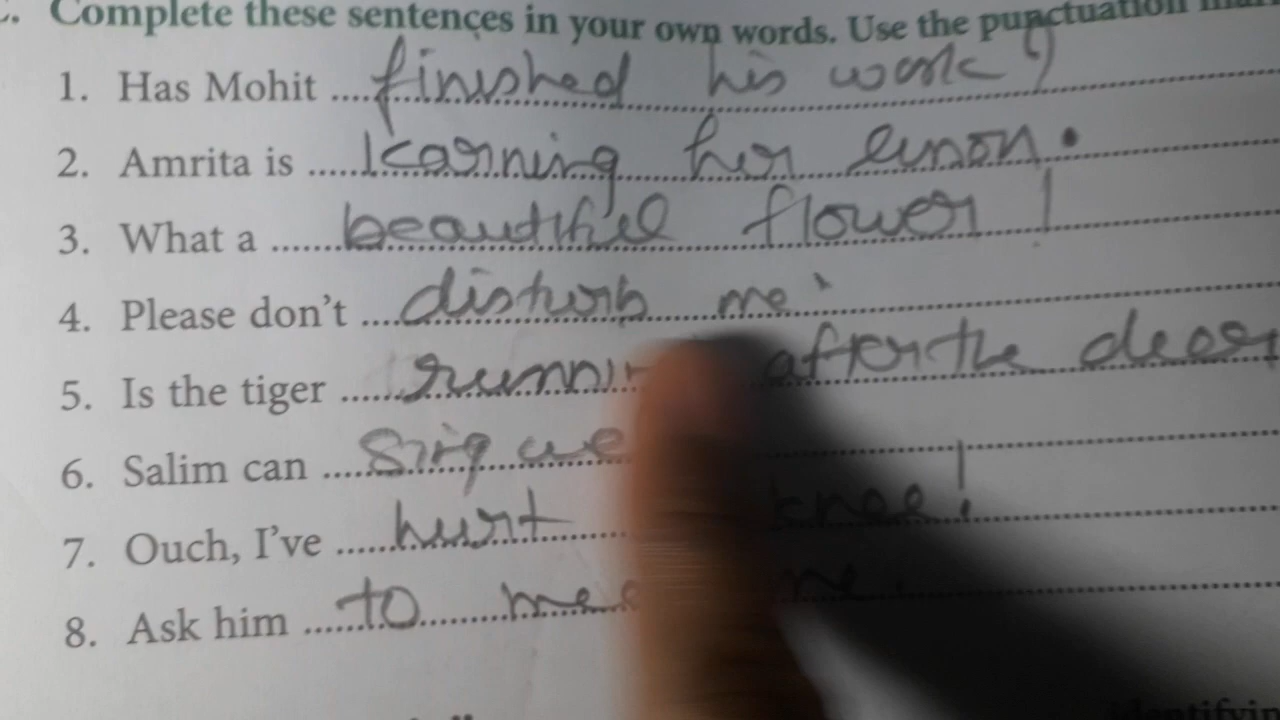 Complete these sentences in your own words. Use the punctuation
1. Has Mohit finished his work?
2. Amrita is learning her lesson.
3. What a beautiful flower!
4. Please don't disturb me.
5. Is the tiger after the deer
6. Salim can
7. Ouch, I've hurt knee!
8. Ask him to me.